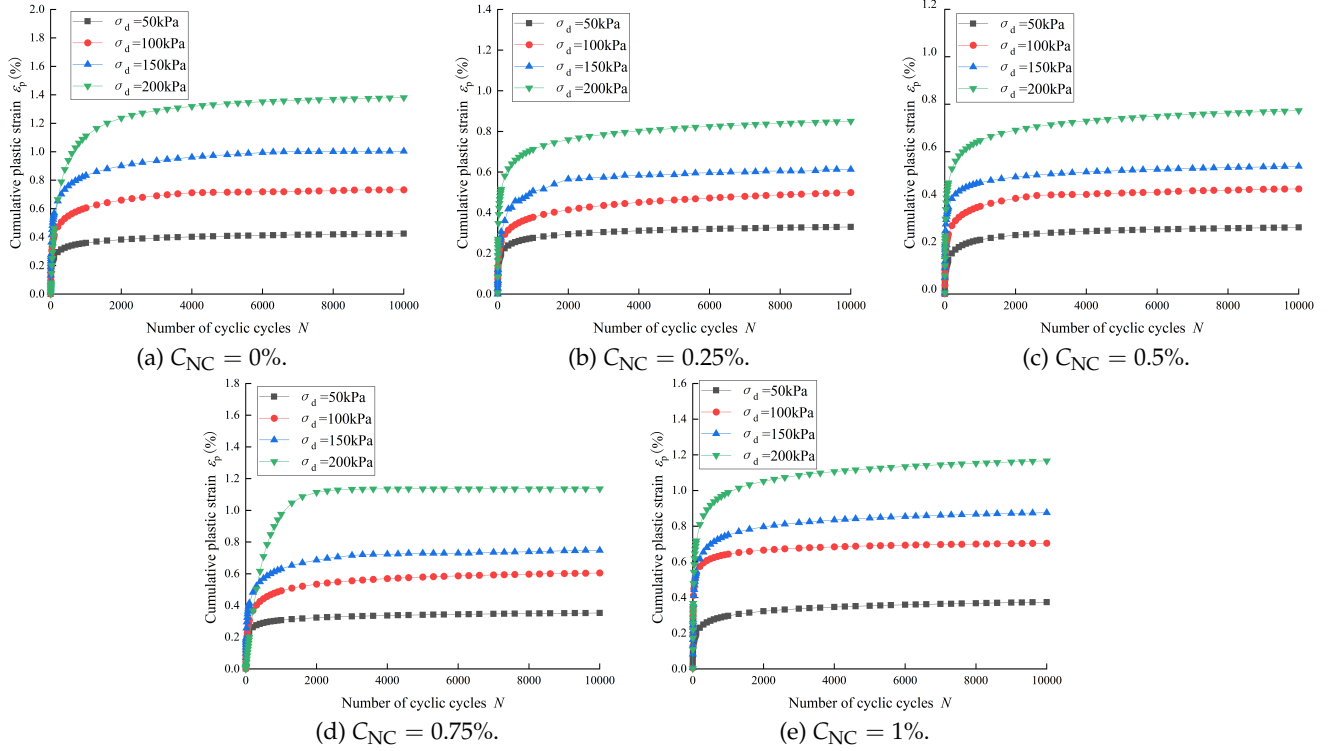 2.0
1.8
1.6
1.4
1.2
1.0
0.8
0.6
0.4
0.2
0.0
Cumulative plastic strain εp(%)
σd=50kPa
σd=100kPa
σd=150kPa
σd=200kPa
0 2000 4000 6000 8000 10000
Number of cyclic cycles N
(a) CNC = 0%.
1.4
1.2
1.0
0.8
0.6
0.4
0.2
0.0
Cumulative plastic strain εp(%)
σd=50kPa
σd=100kPa
σd=150kPa
σd=200kPa
0 2000 4000 6000 8000 10000
Number of cyclic cycles N
(b) CNC = 0.25%.
1.2
1.0
0.8
0.6
0.4
0.2
0.0
Cumulative plastic strain εp(%)
σd=50kPa
σd=100kPa
σd=150kPa
σd=200kPa
0 2000 4000 6000 8000 10000
Number of cyclic cycles N
(c) CNC = 0.5%.
1.8
1.6
1.4
1.2
1.0
0.8
0.6
0.4
0.2
0.0
Cumulative plastic strain εp(%)
σd=50kPa
σd=100kPa
σd=150kPa
σd=200kPa
0 2000 4000 6000 8000 10000
Number of cyclic cycles N
(d) CNC = 0.75%.
1.6
1.4
1.2
1.0
0.8
0.6
0.4
0.2
0.0
Cumulative plastic strain εp(%)
σd=50kPa
σd=100kPa
σd=150kPa
σd=200kPa
0 2000 4000 6000 8000 10000
Number of cyclic cycles N
(e) CNC = 1%.